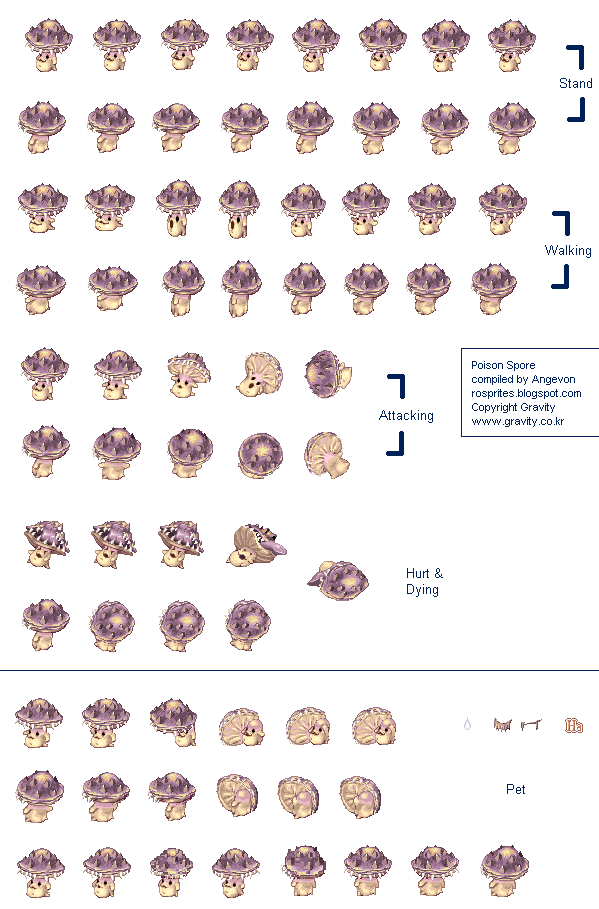 Stand
Walking
Poison Spore
compiled by Angevon
rosprites.blogspot.com
Copyright Gravity
www.gravity.co.kr
Attacking
Hurt &
Dying
Ha
Pet